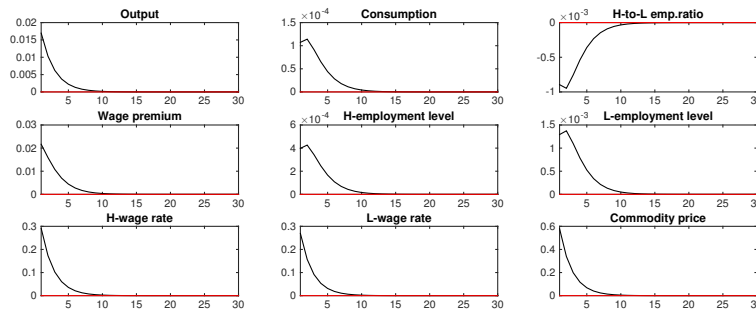 Output
0.02
0.015
0.01
0.005
0
5 10 15 20 25 30
Consumption
×10-4
1.5
1
0.5
0
5 10 15 20 25 30
H-to-L emp.ratio
×10-3
0
-0.5
-1
5 10 15 20 25 30
Wage premium
0.03
0.02
0.01
0
5 10 15 20 25 30
H-employment level
×10-4
6
4
2
0
5 10 15 20 25 30
L-employment level
×10-3
1.5
1
0.5
0
5 10 15 20 25 30
H-wage rate
0.3
0.2
0.1
0
5 10 15 20 25 30
L-wage rate
0.3
0.2
0.1
0
5 10 15 20 25 30
Commodity price
0.6
0.4
0.2
0
5 10 15 20 25 30